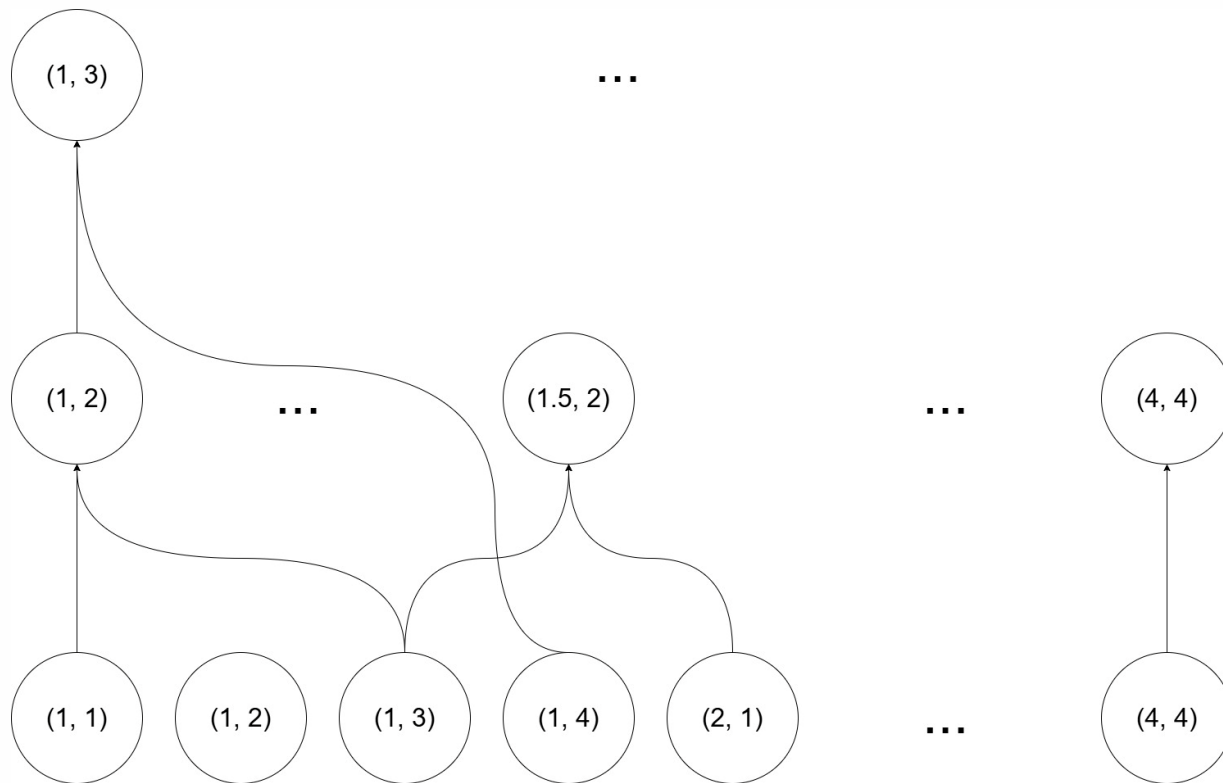 (1, 3) ...
(1, 2) ... (1.5, 2) ... (4, 4)
(1, 1) (1, 2) (1, 3) (1, 4) (2, 1) ... (4, 4)